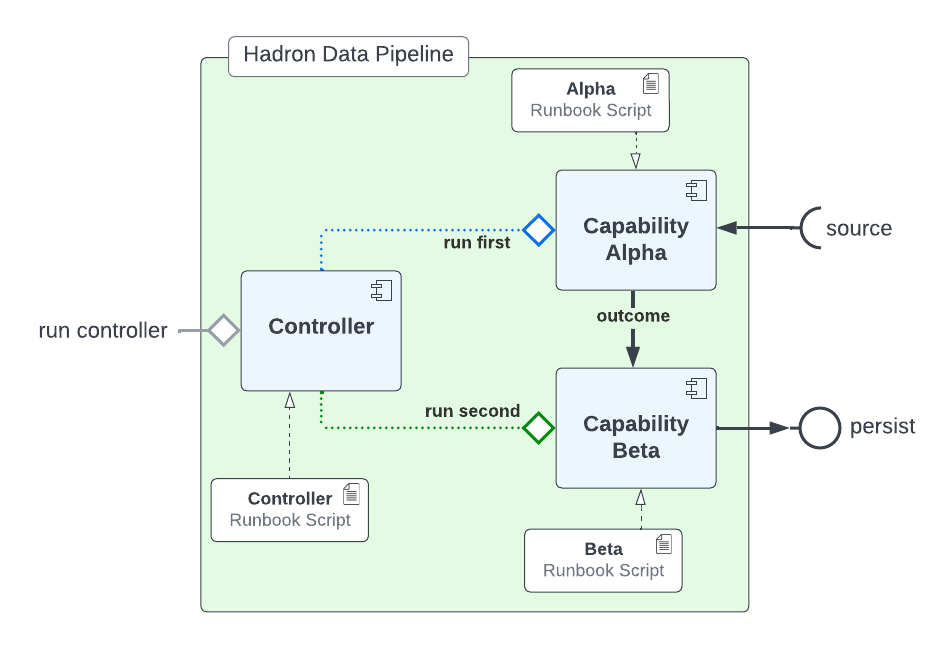 Hadron Data Pipeline
Alpha
Runbook Script
Capability
Alpha
source
run first
outcome
Controller
run controller
run second
Capability
Beta
persist
Controller
Runbook Script
Beta
Runbook Script